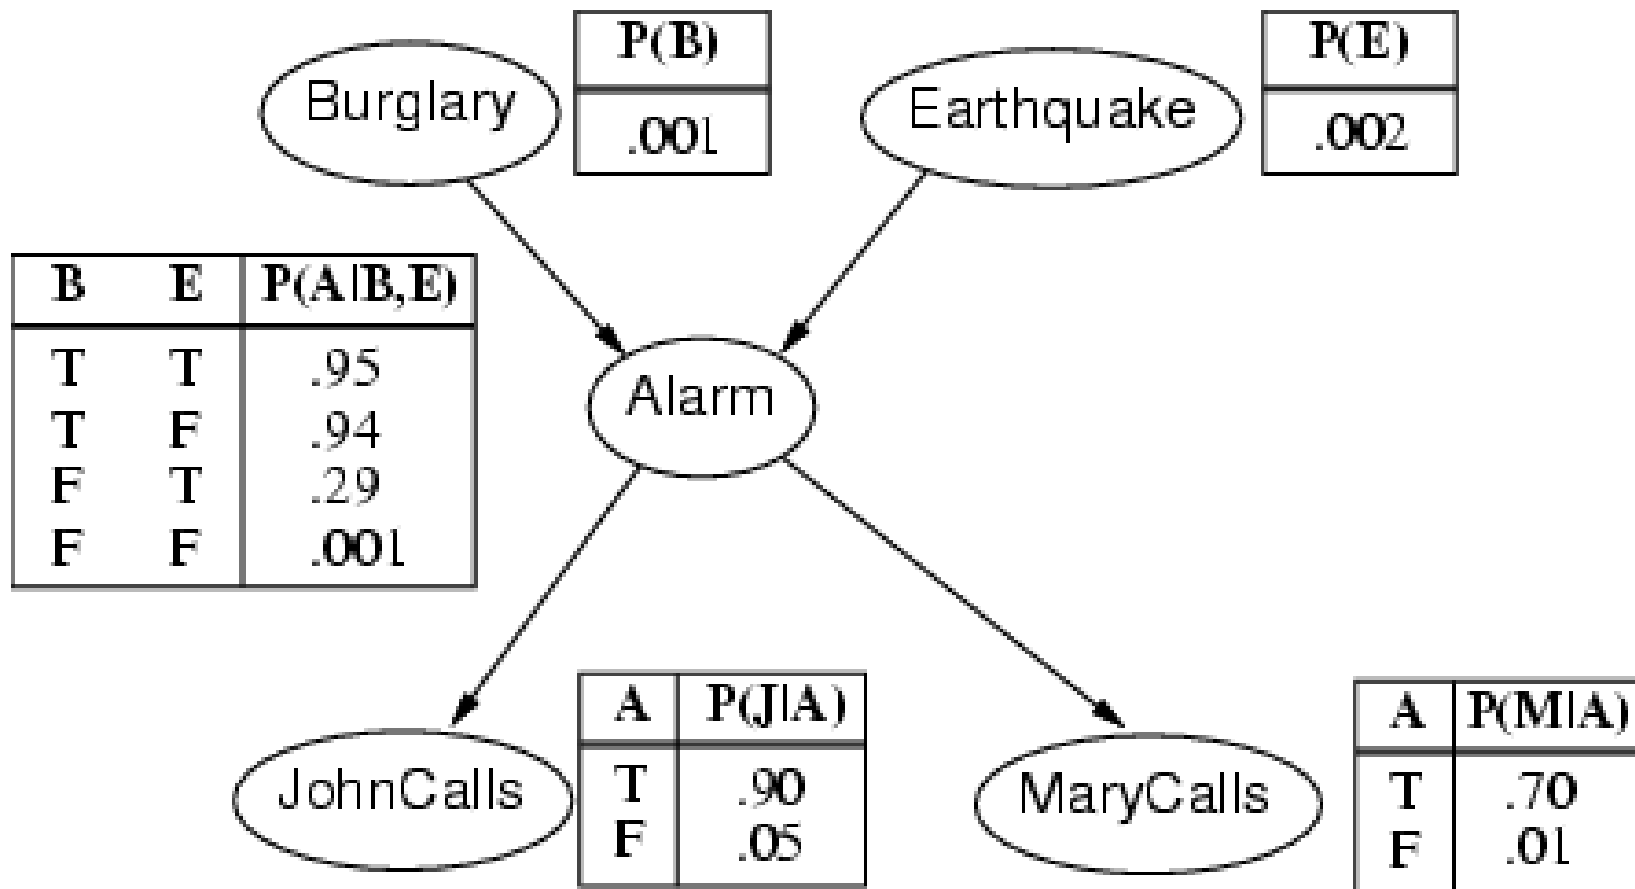 Burglary
P(B)
.001
Earthquake
P(E)
.002
B E P(A|B,E)
T T .95
T F .94
F T .29
F F .001
Alarm
JohnCalls
A P(J|A)
T .90
F .05
MaryCalls
A P(M|A)
T .70
F .01